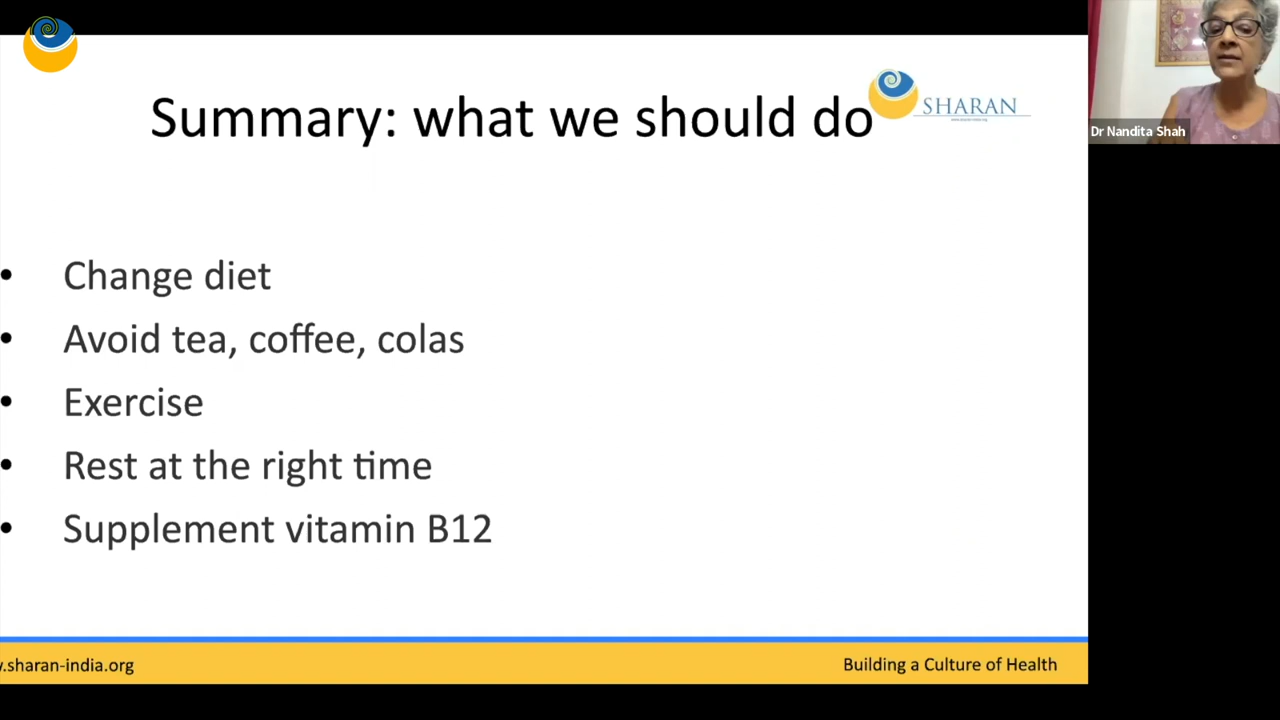 Summary: what we should do
SHARAN
Dr Nandita Shah
• Change diet
• Avoid tea, coffee, colas
• Exercise
• Rest at the right time
• Supplement vitamin B12
.sharan-india.org
Building a Culture of Health